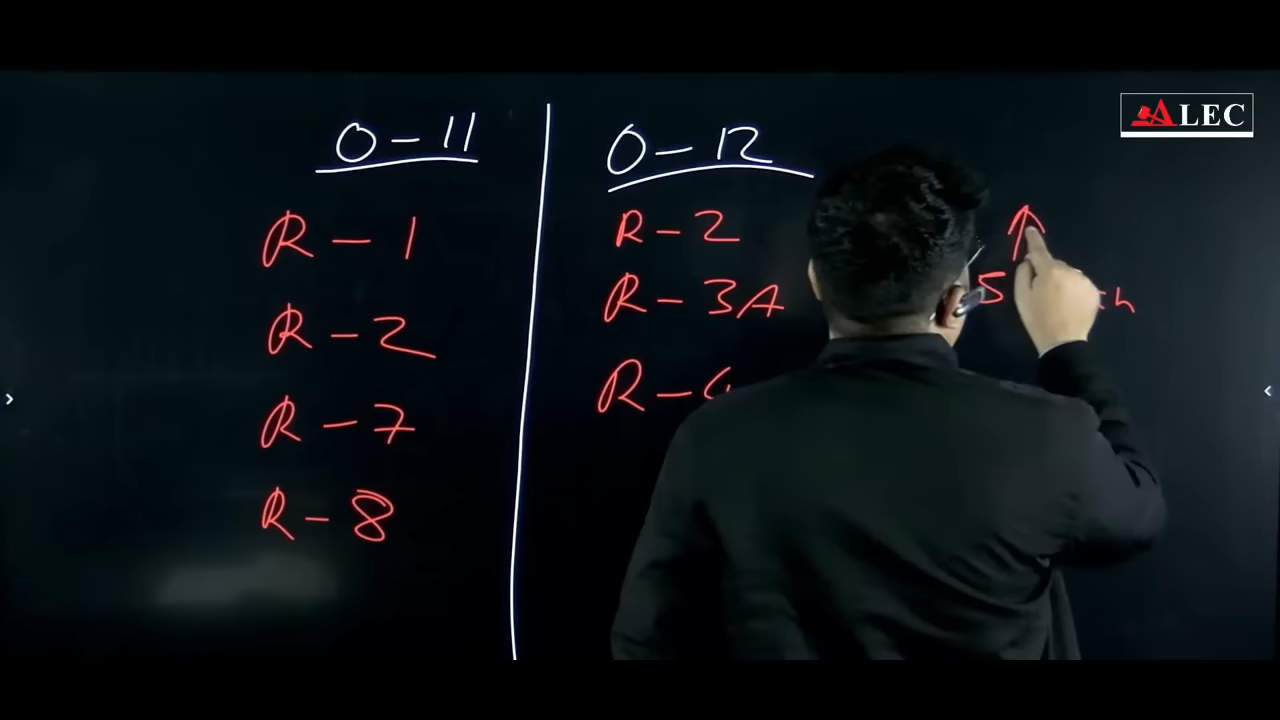 ALEC
O - 11
R - 1
R - 2
R - 7
R - 8
O - 12
R - 2
R - 3A
R -